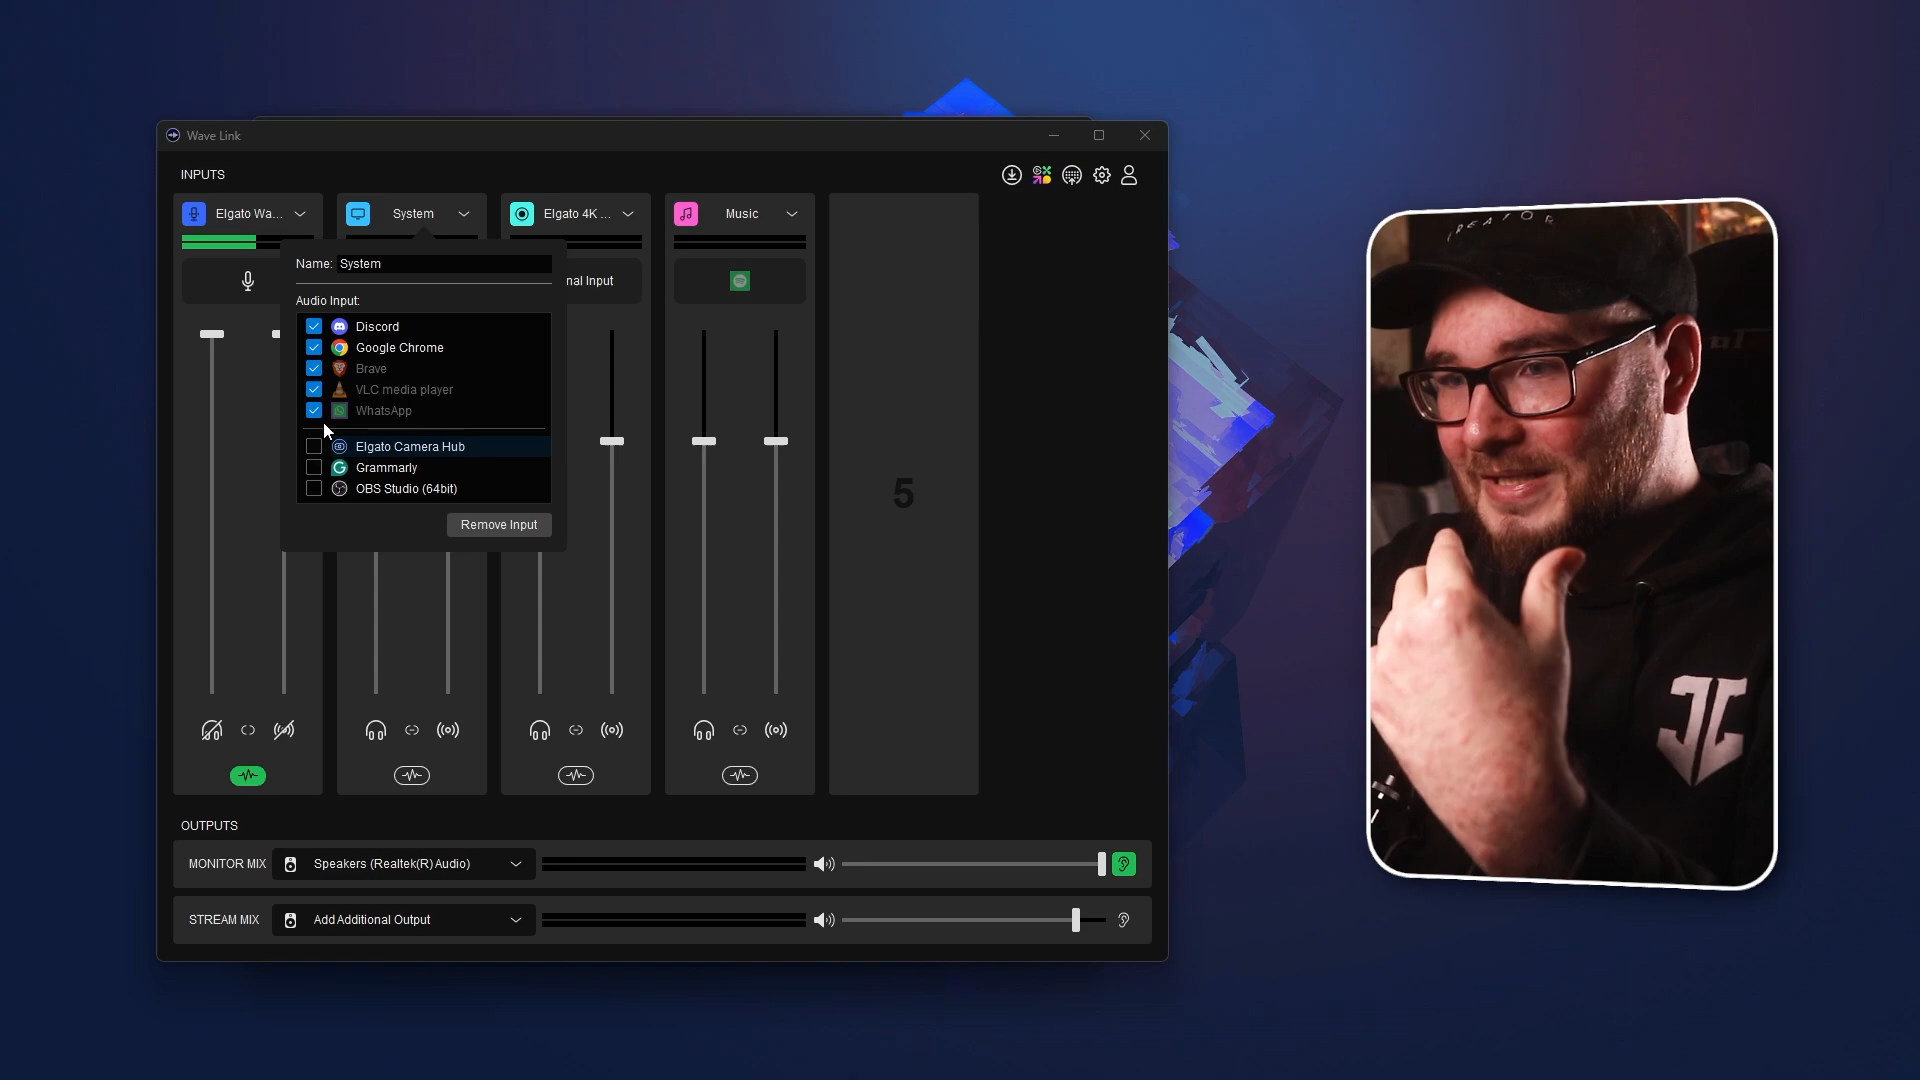 Wave Link
INPUTS
Elgato Wa...
System
Elgato 4K ...
Music
Name: System
nal Input
Audio Input:
Discord
Google Chrome
Brave
VLC media player
WhatsApp
Elgato Camera Hub
Grammarly
OBS Studio (64bit)
Remove Input
5
OUTPUTS
MONITOR MIX
Speakers (Realtek(R) Audio)
STREAM MIX
Add Additional Output